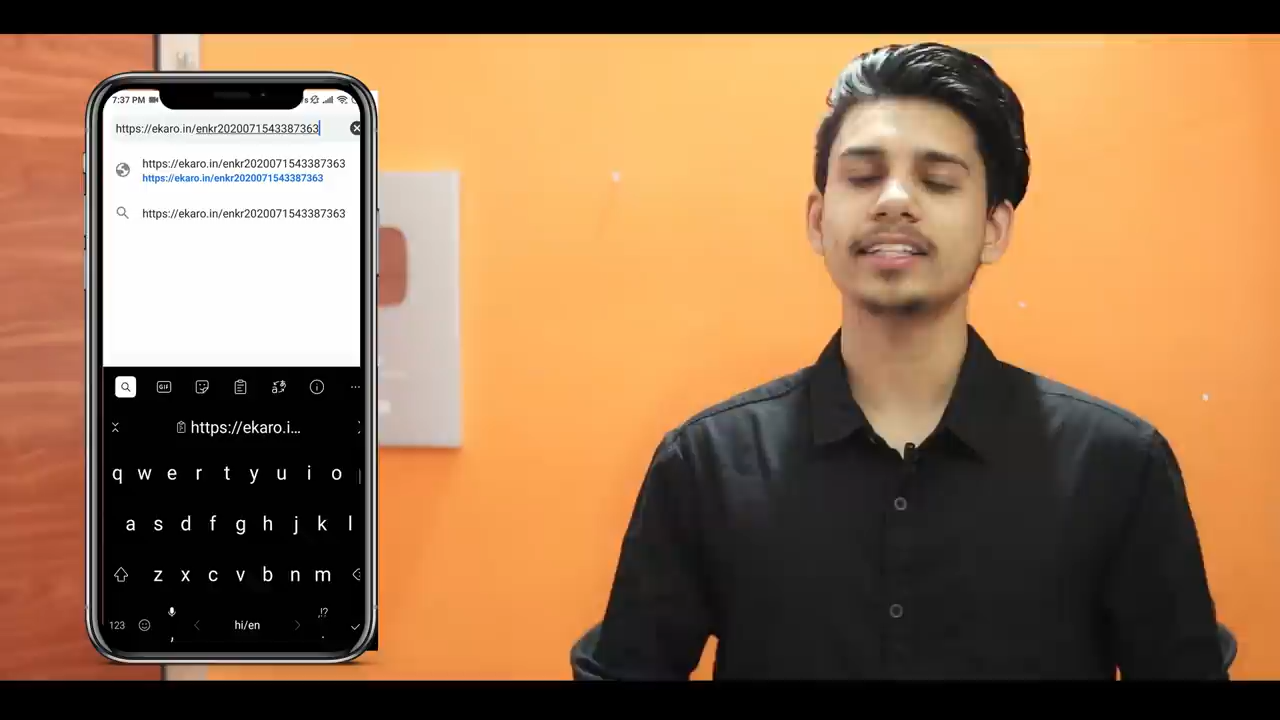 7:37 PM
https://ekaro.in/enkr2020071543387363
https://ekaro.in/enkr2020071543387363
https://ekaro.in/enkr2020071543387363
https://ekaro.in/enkr2020071543387363
GIF
https://ekaro.i...
q w e r t y u i o
a s d f g h j k l
z x c v b n m
,!?
123 hi/en
, .